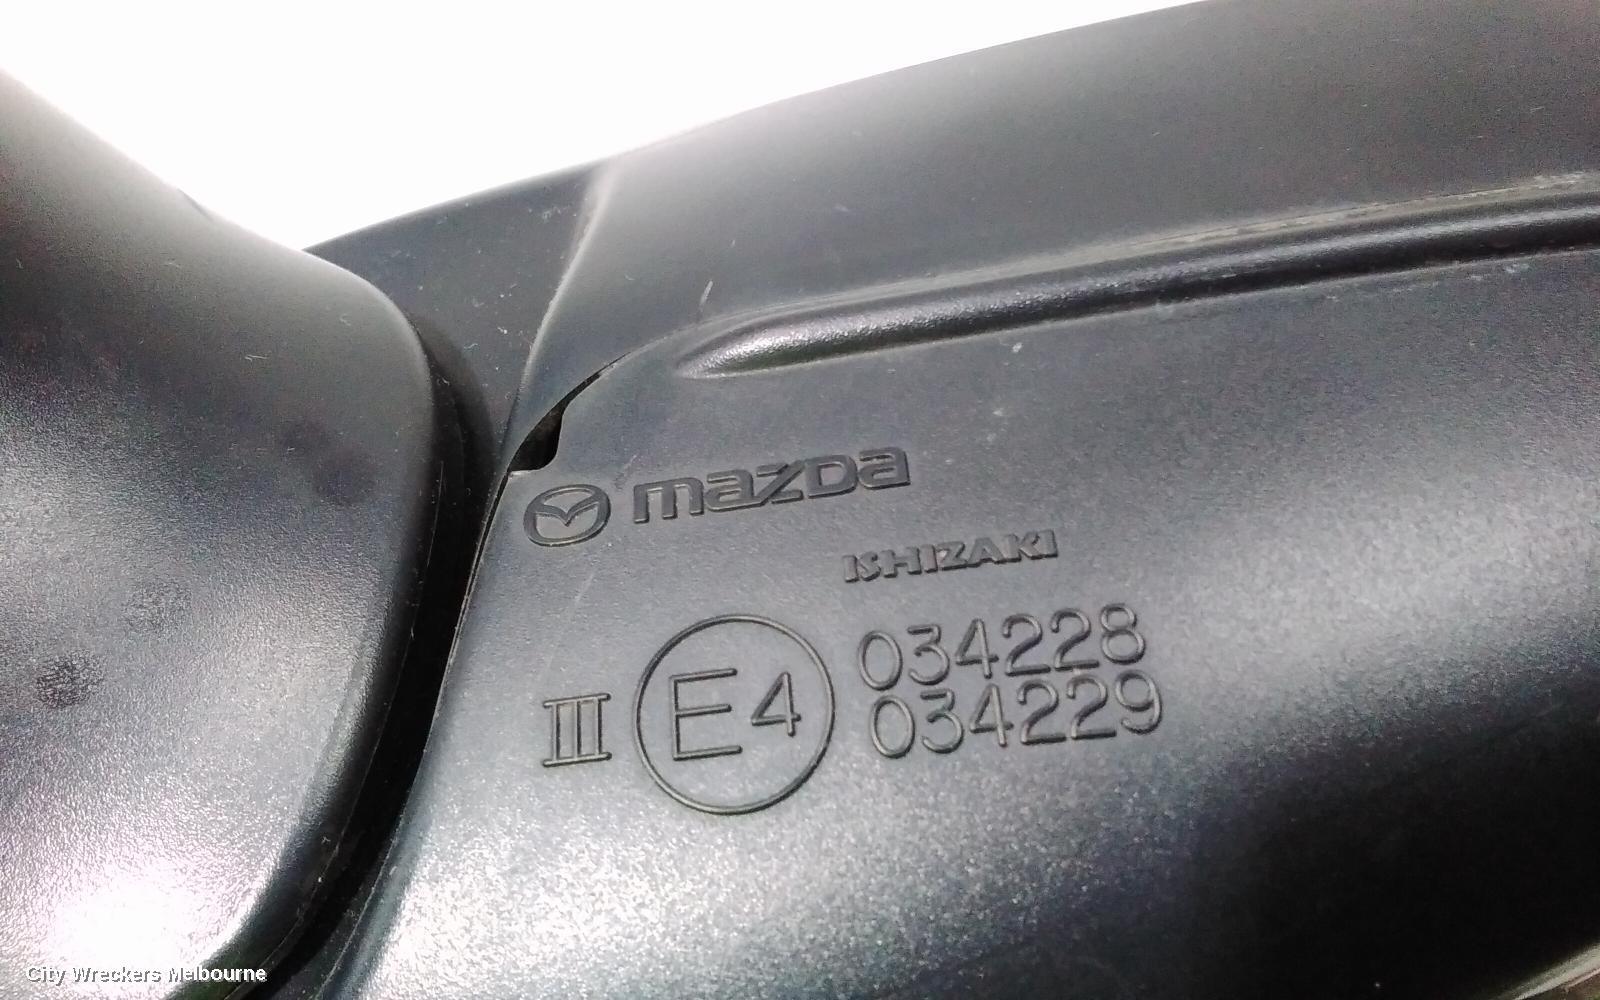 mazda
ISHIZAKI
III E4 034228
034229
City Wreckers Melbourne